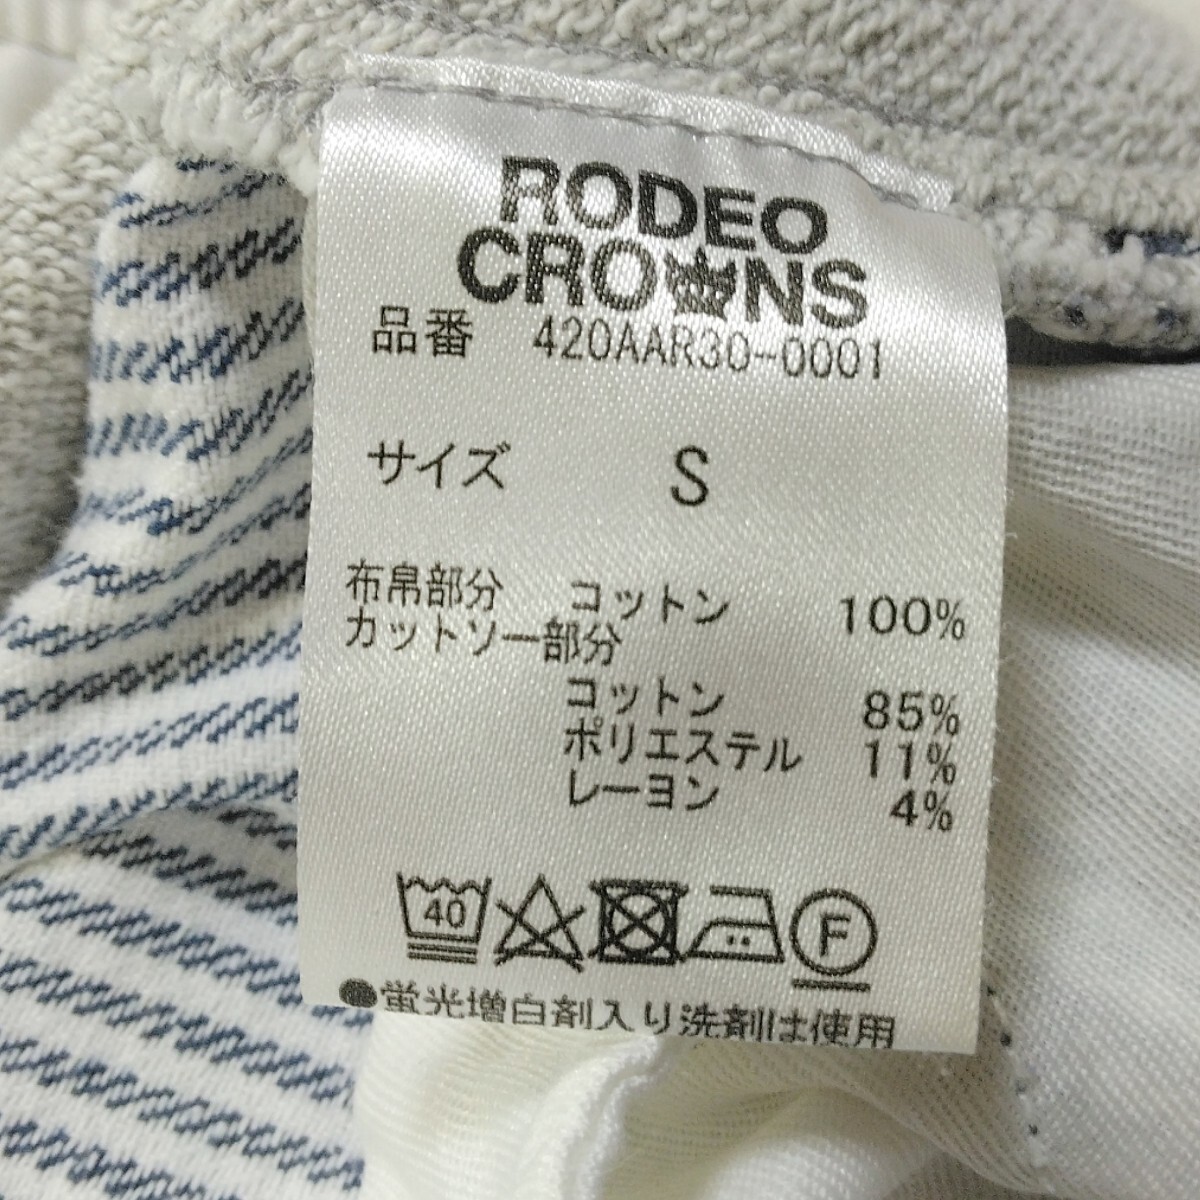 RODEO
CROWNS
品番 420AAR30-0001
サイズ S
布帛部分 コットン 100%
カットソー部分
コットン 85%
ポリエステル 11%
レーヨン 4%
40 F
●蛍光増白剤入り洗剤は使用